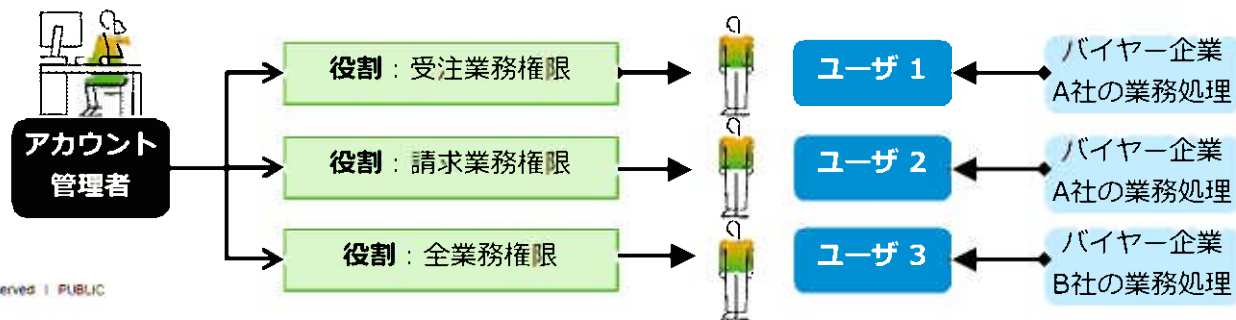 役割：受注業務権限
ユーザ 1
バイヤー企業
A社の業務処理
アカウント
管理者
役割：請求業務権限
ユーザ 2
バイヤー企業
A社の業務処理
役割：全業務権限
ユーザ 3
バイヤー企業
B社の業務処理
erved | PUBLIC